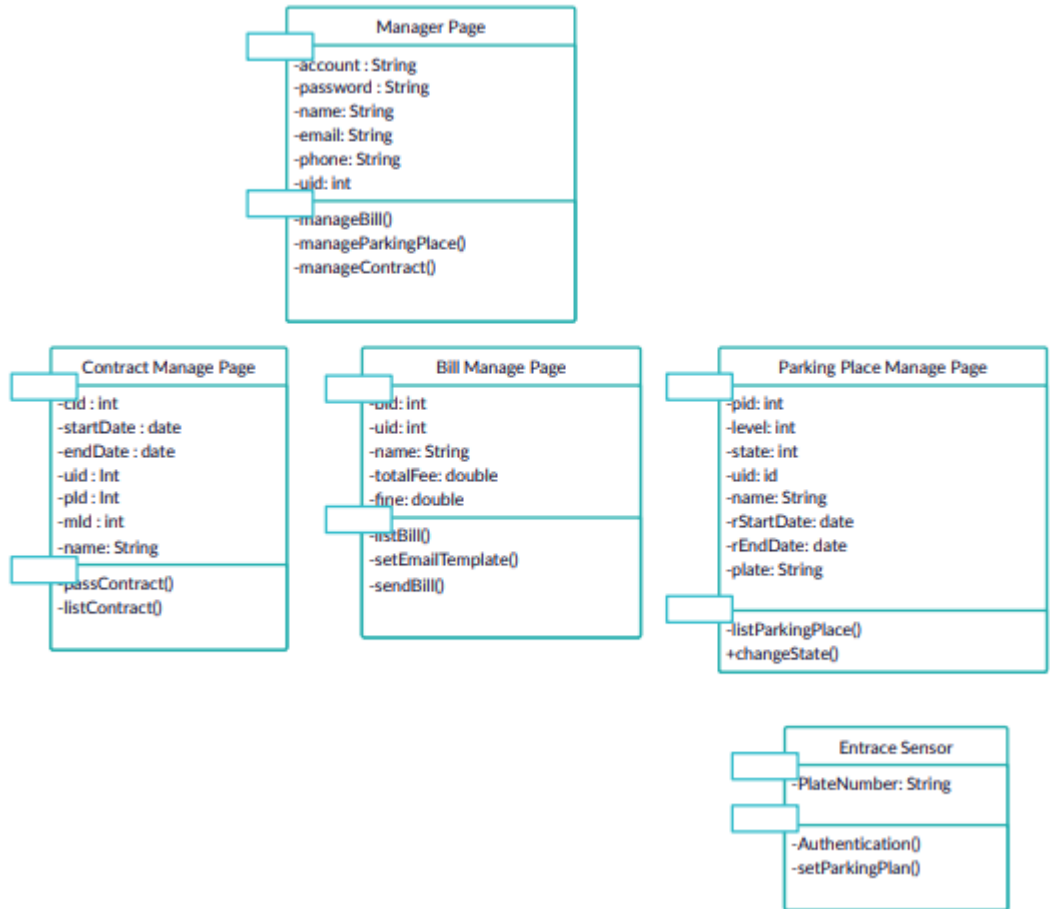 Manager Page
-account : String
-password : String
-name: String
-email: String
-phone: String
-uid: int
-manageBill()
-manageParkingPlace()
-manageContract()
Contract Manage Page
-cId : int
-startDate : date
-endDate : date
-uid : Int
-pId : Int
-mId : int
-name: String
-passContract()
-listContract()
Bill Manage Page
-bid: int
-uid: int
-name: String
-totalFee: double
-fine: double
-listBill()
-setEmailTemplate()
-sendBill()
Parking Place Manage Page
-pid: int
-level: int
-state: int
-uid: id
-name: String
-rStartDate: date
-rEndDate: date
-plate: String
-listParkingPlace()
+changeState()
Entrace Sensor
-PlateNumber: String
-Authentication()
-setParkingPlan()